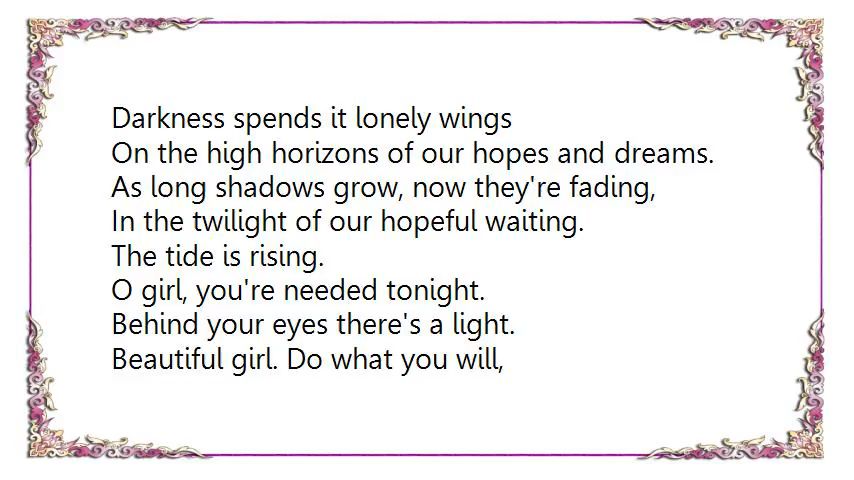 Darkness spends it lonely wings
On the high horizons of our hopes and dreams.
As long shadows grow, now they're fading,
In the twilight of our hopeful waiting.
The tide is rising.
O girl, you're needed tonight.
Behind your eyes there's a light.
Beautiful girl. Do what you will,